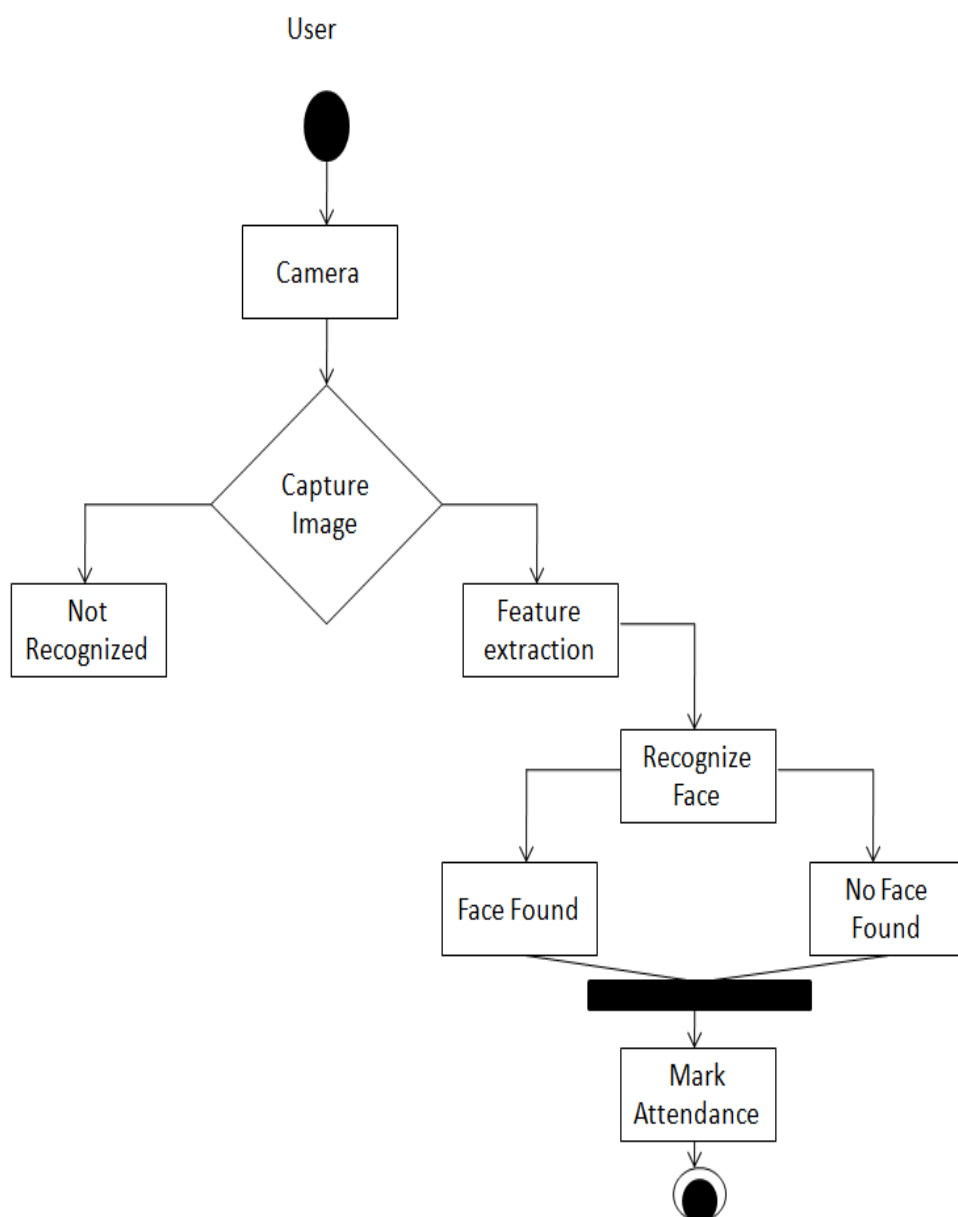 User
Camera
Capture
Image
Not
Recognized
Feature
extraction
Recognize
Face
Face Found
No Face
Found
Mark
Attendance